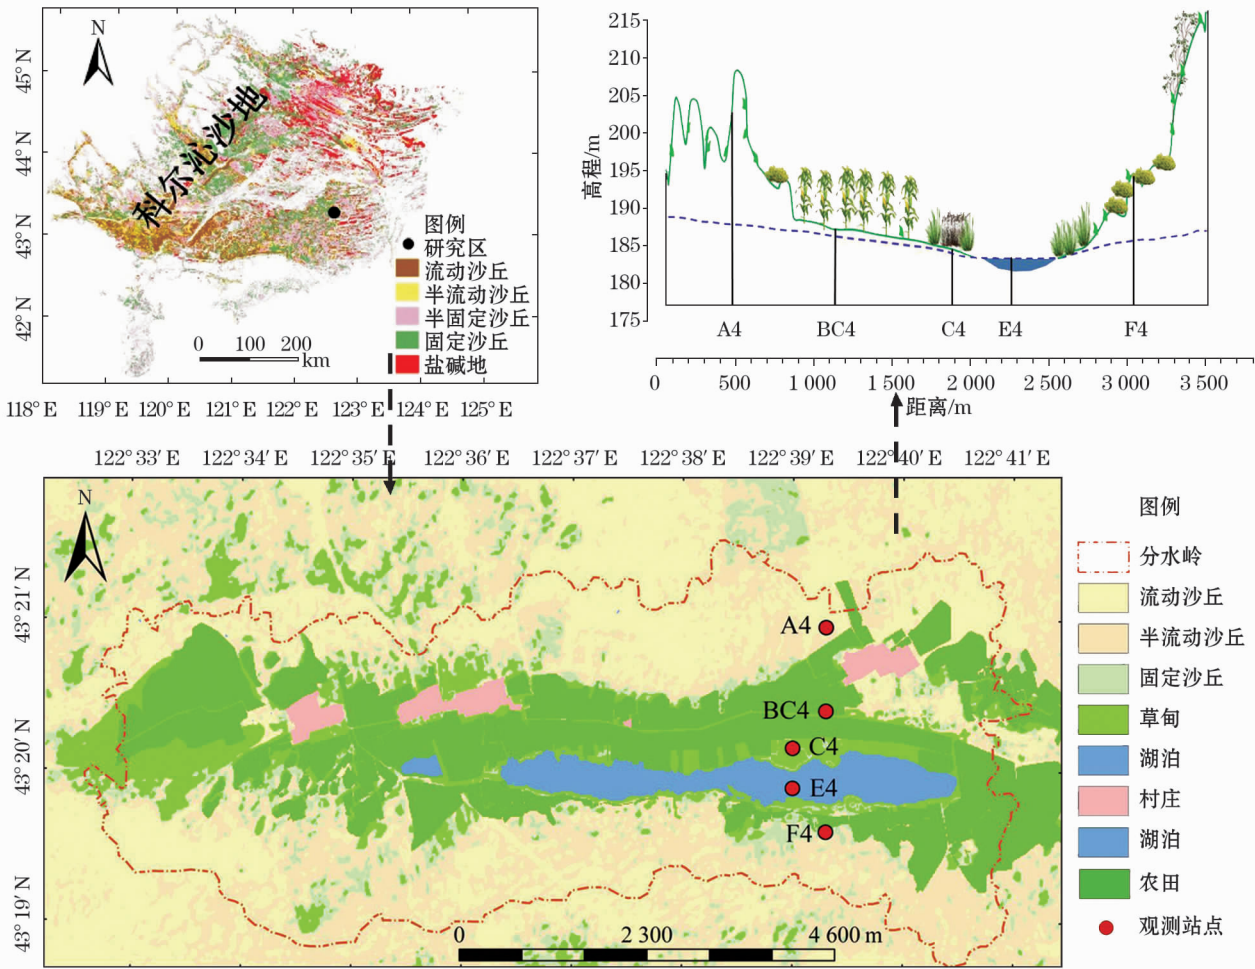 N
45° N
44° N
43° N
42° N
科尔沁沙地
图例
研究区
流动沙丘
半流动沙丘
半固定沙丘
固定沙丘
盐碱地
0 100 200
km
118° E 119° E 120° E 121° E 122° E 123° E 124° E 125° E
高程/m
215
210
205
200
195
190
185
180
175
A4 BC4 C4 E4 F4
0 500 1 000 1 500 2 000 2 500 3 000 3 500
距离/m
122° 33′ E 122° 34′ E 122° 35′ E 122° 36′ E 122° 37′ E 122° 38′ E 122° 39′ E 122° 40′ E 122° 41′ E
N
43° 21′ N
43° 20′ N
43° 19′ N
A4
BC4
C4
E4
F4
0 2 300 4 600 m
图例
分水岭
流动沙丘
半流动沙丘
固定沙丘
草甸
湖泊
村庄
湖泊
农田
观测站点